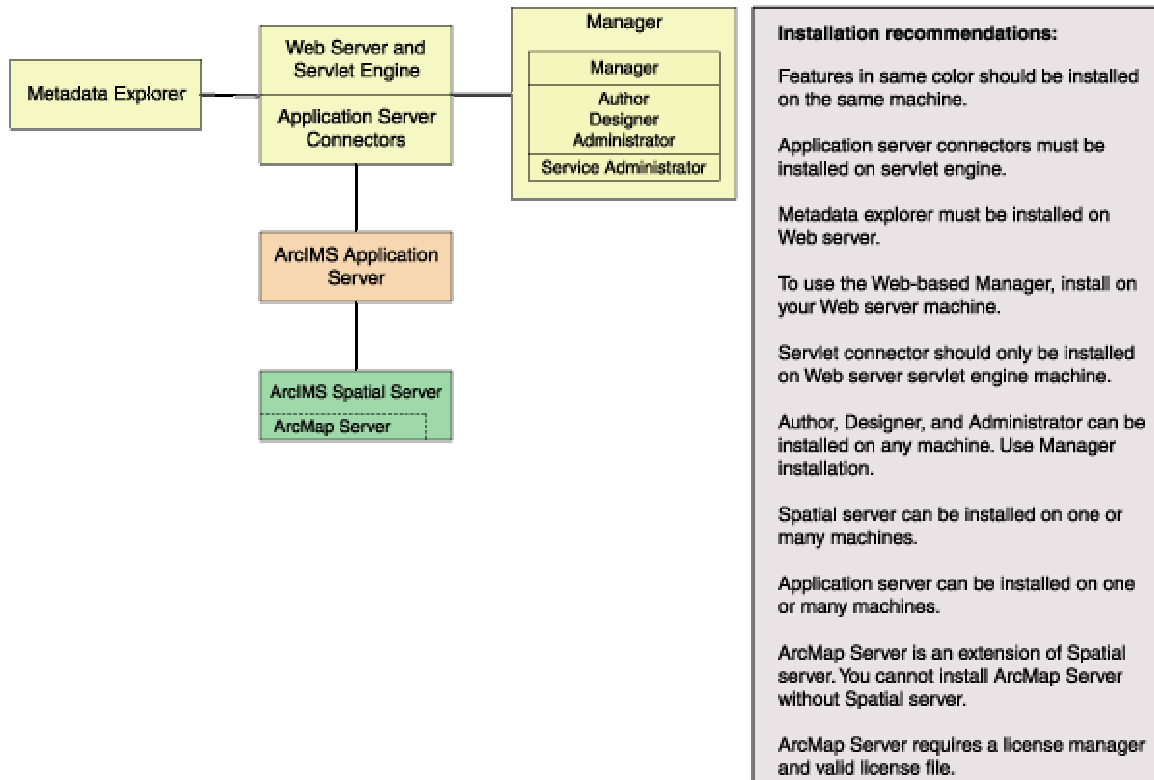 Metadata Explorer
Web Server and
Servlet Engine
Application Server
Connectors
Manager
Manager
Author
Designer
Administrator
Service Administrator
ArcIMS Application
Server
ArcIMS Spatial Server
ArcMap Server
Installation recommendations:
Features in same color should be installed
on the same machine.
Application server connectors must be
installed on servlet engine.
Metadata explorer must be installed on
Web server.
To use the Web-based Manager, install on
your Web server machine.
Servlet connector should only be installed
on Web server servlet engine machine.
Author, Designer, and Administrator can be
installed on any machine. Use Manager
installation.
Spatial server can be installed on one or
many machines.
Application server can be installed on one
or many machines.
ArcMap Server is an extension of Spatial
server. You cannot install ArcMap Server
without Spatial server.
ArcMap Server requires a license manager
and valid license file.